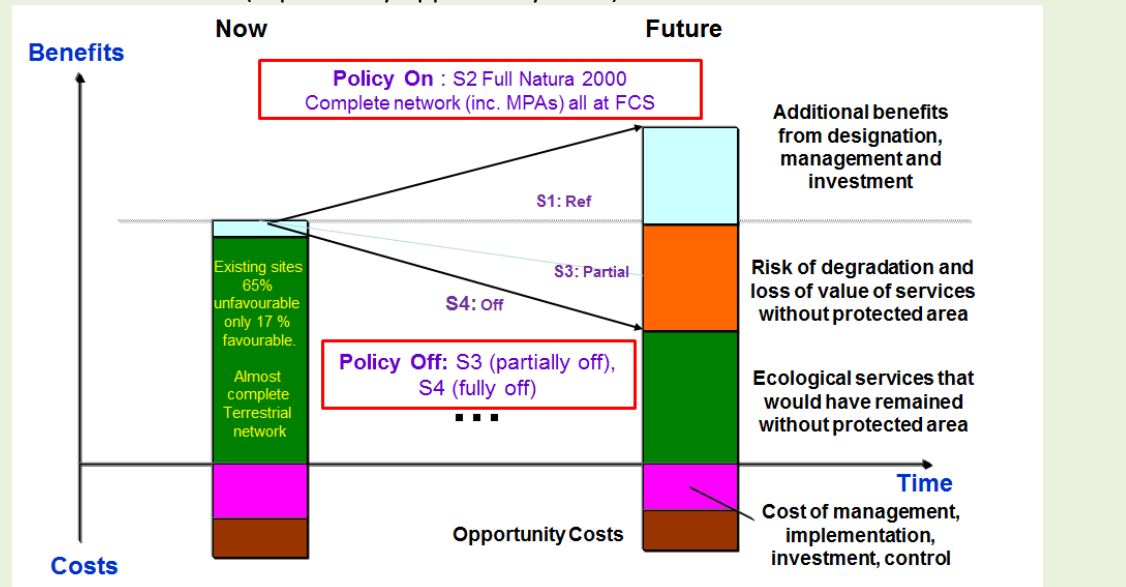 Now
Future
Benefits
Policy On : S2 Full Natura 2000
Complete network (inc. MPAs) all at FCS
Additional benefits
from designation,
management and
investment
S1: Ref
Existing sites
65%
unfavourable
only 17 %
favourable.
Almost
complete
Terrestrial
network
S3: Partial
S4: Off
Risk of degradation and
loss of value of services
without protected area
Policy Off: S3 (partially off),
S4 (fully off)
...
Ecological services that
would have remained
without protected area
Time
Opportunity Costs
Cost of management,
implementation,
investment, control
Costs